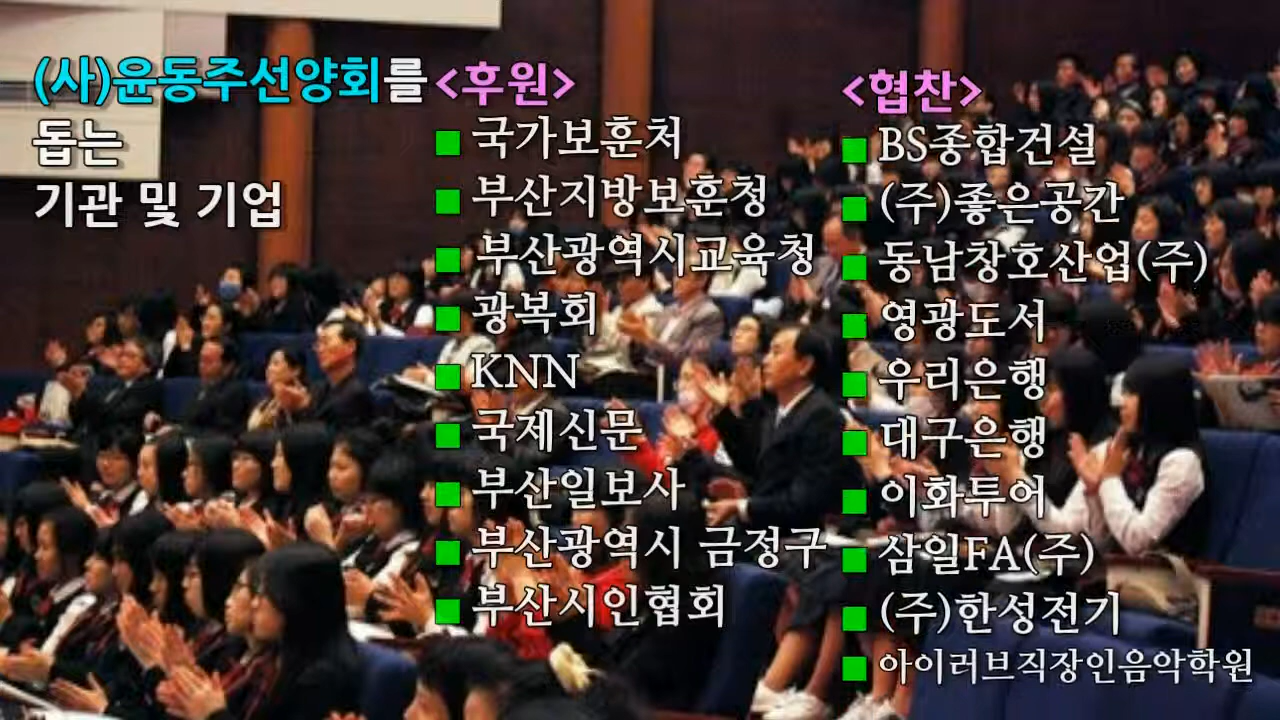 (사)윤동주선양회를
돕는
기관 및 기업
<후원>
국가보훈처
부산지방보훈청
부산광역시교육청
광복회
KNN
국제신문
부산일보사
부산광역시 금정구
부산시인협회
<협찬>
BS종합건설
(주)좋은공간
동남창호산업(주)
영광도서
우리은행
대구은행
이화투어
삼일FA(주)
(주)한성전기
아이러브직장인음악학원